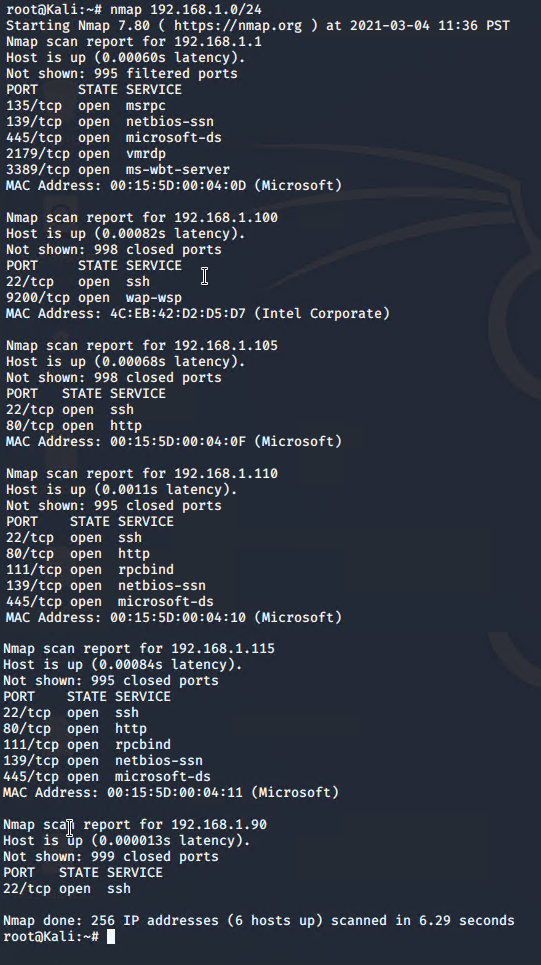 root@Kali:~# nmap 192.168.1.0/24
Starting Nmap 7.80 ( https://nmap.org ) at 2021-03-04 11:36 PST
Nmap scan report for 192.168.1.1
Host is up (0.00060s latency).
Not shown: 995 filtered ports
PORT     STATE SERVICE
135/tcp  open  msrpc
139/tcp  open  netbios-ssn
445/tcp  open  microsoft-ds
2179/tcp open  vmrdp
3389/tcp open  ms-wbt-server
MAC Address: 00:15:5D:00:04:0D (Microsoft)

Nmap scan report for 192.168.1.100
Host is up (0.00082s latency).
Not shown: 998 closed ports
PORT     STATE SERVICE
22/tcp   open  ssh
9200/tcp open  wap-wsp
MAC Address: 4C:EB:42:D2:D5:D7 (Intel Corporate)

Nmap scan report for 192.168.1.105
Host is up (0.00068s latency).
Not shown: 998 closed ports
PORT   STATE SERVICE
22/tcp open  ssh
80/tcp open  http
MAC Address: 00:15:5D:00:04:0F (Microsoft)

Nmap scan report for 192.168.1.110
Host is up (0.0011s latency).
Not shown: 995 closed ports
PORT    STATE SERVICE
22/tcp  open  ssh
80/tcp  open  http
111/tcp open  rpcbind
139/tcp open  netbios-ssn
445/tcp open  microsoft-ds
MAC Address: 00:15:5D:00:04:10 (Microsoft)

Nmap scan report for 192.168.1.115
Host is up (0.00084s latency).
Not shown: 995 closed ports
PORT    STATE SERVICE
22/tcp  open  ssh
80/tcp  open  http
111/tcp open  rpcbind
139/tcp open  netbios-ssn
445/tcp open  microsoft-ds
MAC Address: 00:15:5D:00:04:11 (Microsoft)

Nmap scan report for 192.168.1.90
Host is up (0.000013s latency).
Not shown: 999 closed ports
PORT   STATE SERVICE
22/tcp open  ssh

Nmap done: 256 IP addresses (6 hosts up) scanned in 6.29 seconds
root@Kali:~#